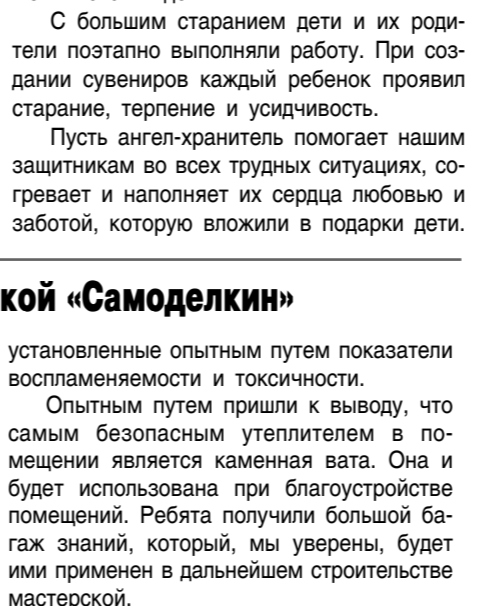 С большим старанием дети и их роди-
тели поэтапно выполняли работу. При соз-
дании сувениров каждый ребенок проявил
старание, терпение и усидчивость.
Пусть ангел-хранитель помогает нашим
защитникам во всех трудных ситуациях, со-
гревает и наполняет их сердца любовью и
заботой, которую вложили в подарки дети.
кой «Самоделкин»
установленные опытным путем показатели
воспламеняемости и токсичности.
Опытным путем пришли к выводу, что
самым безопасным утеплителем в по-
мещении является каменная вата. Она и
будет использована при благоустройстве
помещений. Ребята получили большой ба-
гаж знаний, который, мы уверены, будет
ими применен в дальнейшем строительстве
мастерской.